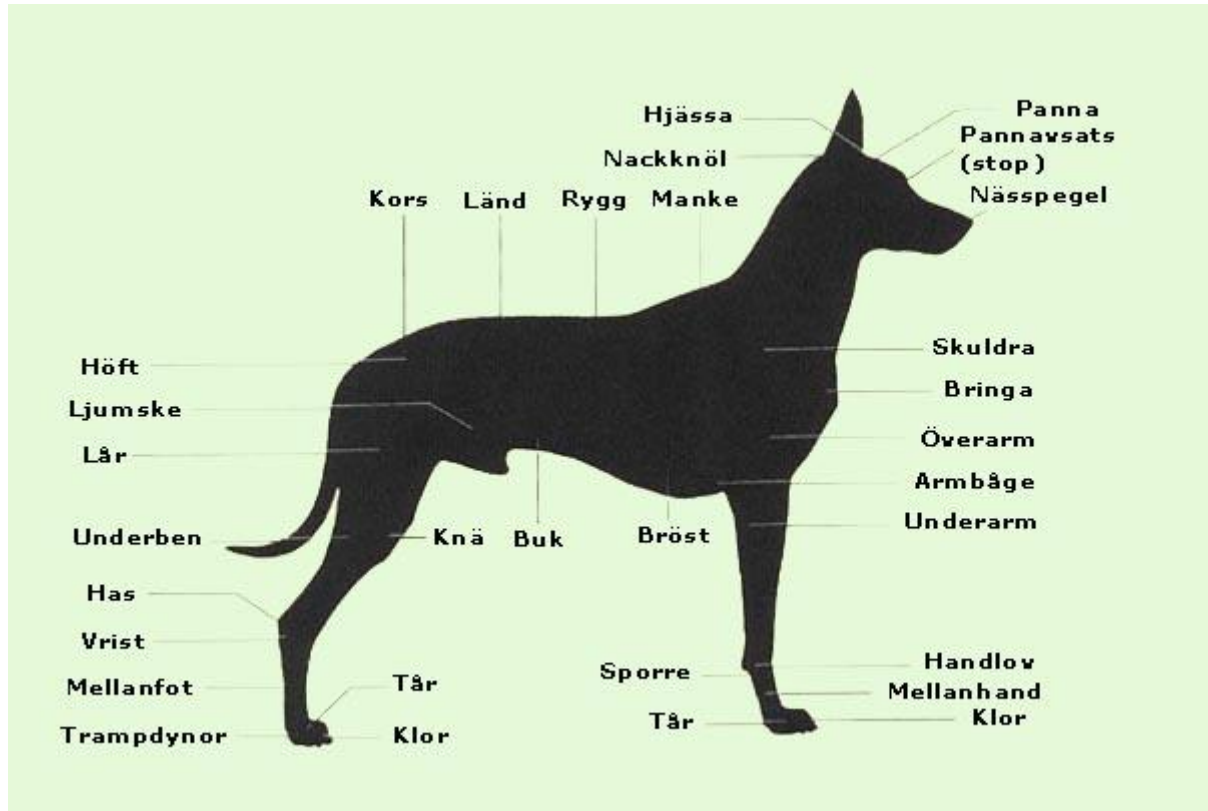 Hjässa
Panna
Pannavsats
(stop)
Nackknöl
Nässpegel
Kors
Länd
Rygg
Manke
Höft
Skuldra
Ljumske
Bringa
Lår
Överarm
Armbåge
Underben
Knä
Buk
Bröst
Underarm
Has
Vrist
Handlov
Sporre
Mellanfot
Tår
Mellanhand
Tår
Klor
Trampdynor
Klor